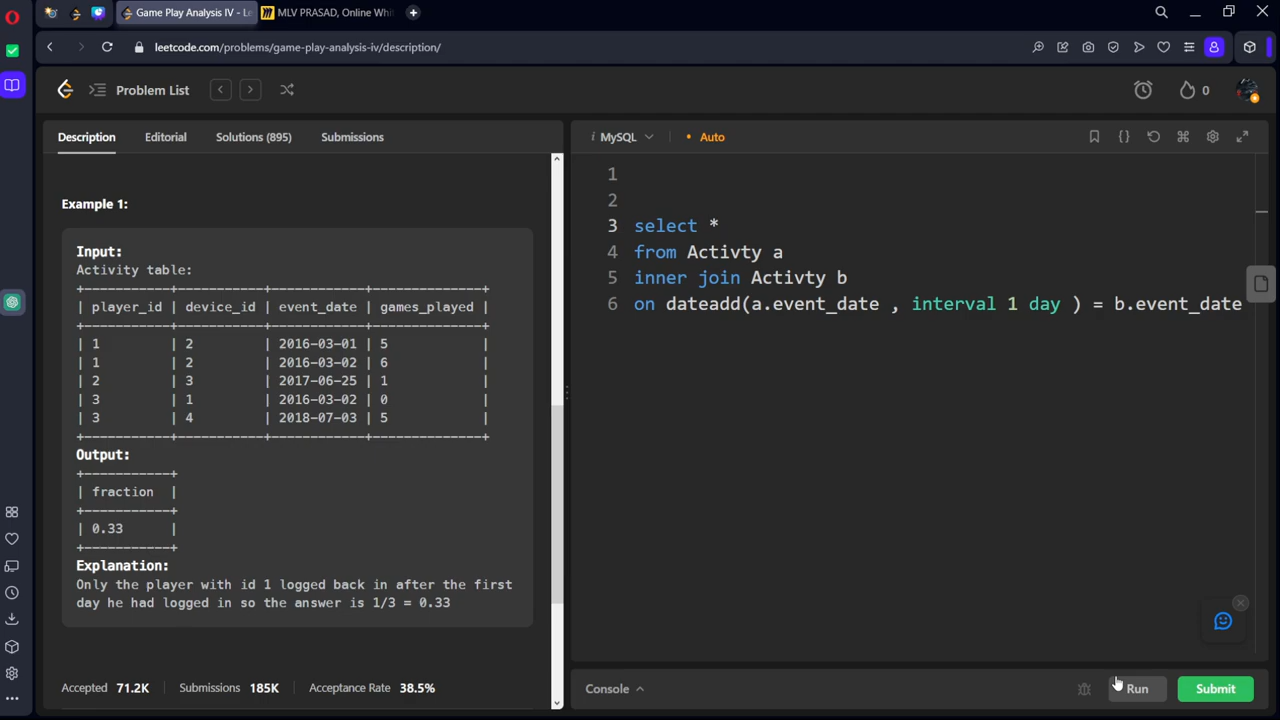 Game Play Analysis IV - Le
MLV PRASAD, Online Whi
leetcode.com/problems/game-play-analysis-iv/description/
Problem List
0
Description Editorial Solutions (895) Submissions
Example 1:
Input:
Activity table:
+-----------+-----------+------------+--------------+
| player_id | device_id | event_date | games_played |
+-----------+-----------+------------+--------------+
| 1 | 2 | 2016-03-01 | 5 |
| 1 | 2 | 2016-03-02 | 6 |
| 2 | 3 | 2017-06-25 | 1 |
| 3 | 1 | 2016-03-02 | 0 |
| 3 | 4 | 2018-07-03 | 5 |
+-----------+-----------+------------+--------------+
Output:
+-----------+
| fraction |
+-----------+
| 0.33 |
+-----------+
Explanation:
Only the player with id 1 logged back in after the first
day he had logged in so the answer is 1/3 = 0.33
Accepted 71.2K Submissions 185K Acceptance Rate 38.5%
i MySQL • Auto
1
2
3 select *
4 from Activty a
5 inner join Activty b
6 on dateadd(a.event_date , interval 1 day ) = b.event_date
Console Run Submit